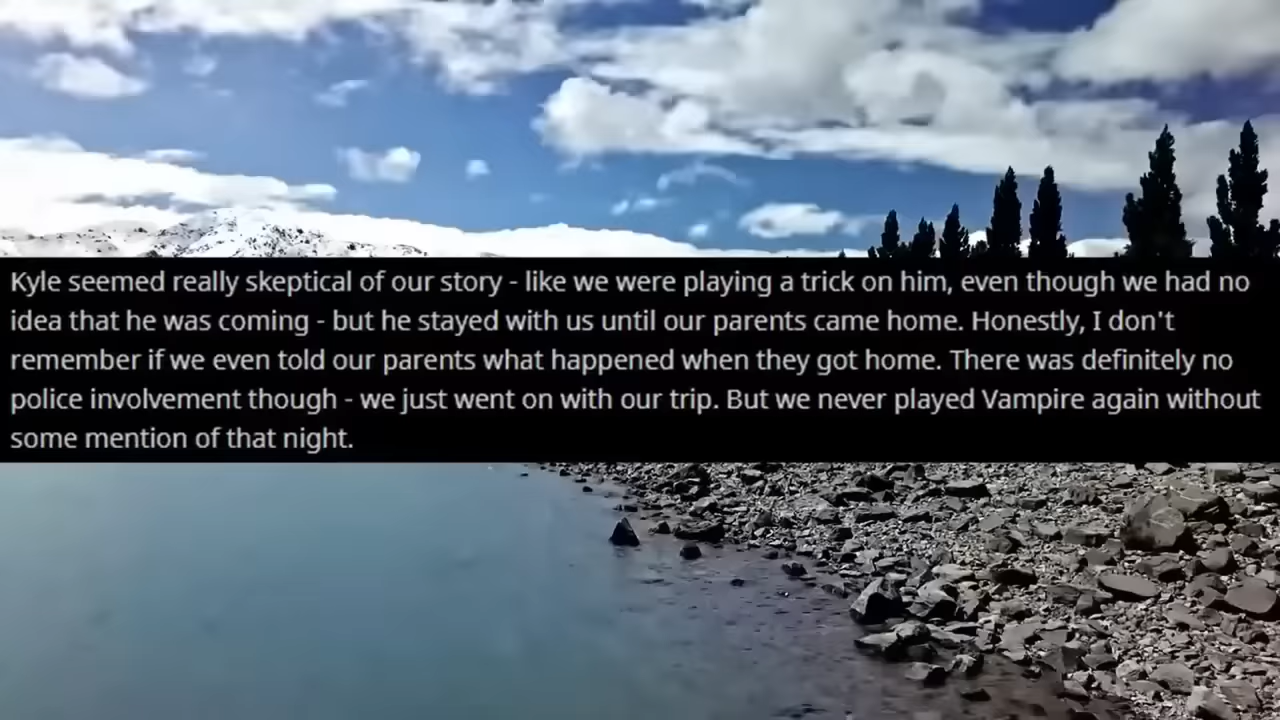 Kyle seemed really skeptical of our story - like we were playing a trick on him, even though we had no
idea that he was coming - but he stayed with us until our parents came home. Honestly, I don't
remember if we even told our parents what happened when they got home. There was definitely no
police involvement though - we just went on with our trip. But we never played Vampire again without
some mention of that night.